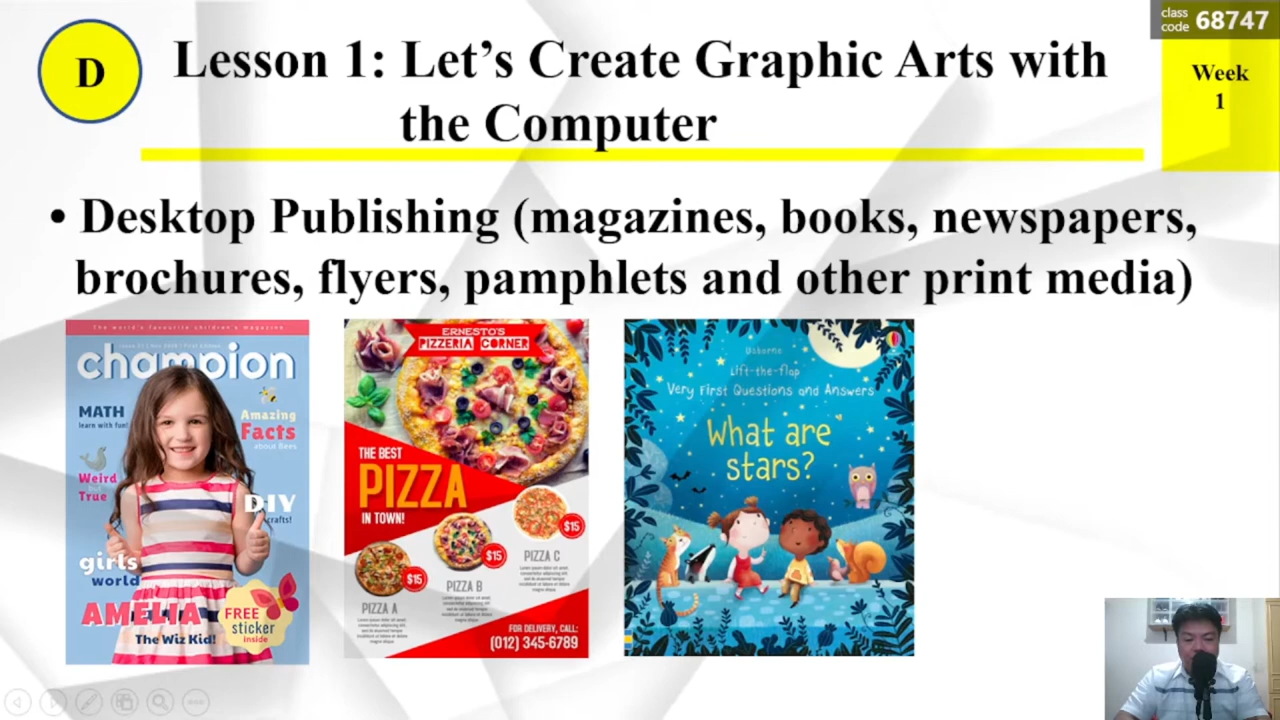 class
code 68747
D
Lesson 1: Let's Create Graphic Arts with
the Computer
Week
1
• Desktop Publishing (magazines, books, newspapers,
brochures, flyers, pamphlets and other print media)
The world's favourite children's magazine
champion
MATH
learn with fun!
Amazing
Facts
about Bees
Weird
but
True
DIY
crafts!
girls
world
AMELIA
The Wiz Kid!
FREE
sticker
inside
ERNESTO'S
PIZZERIA CORNER
THE BEST
PIZZA
IN TOWN!
$15
$15
$15
PIZZA A
PIZZA B
PIZZA C
FOR DELIVERY, CALL:
(012) 345-6789
Usborne
Lift-the-flap
Very First Questions and Answers
What are
stars?